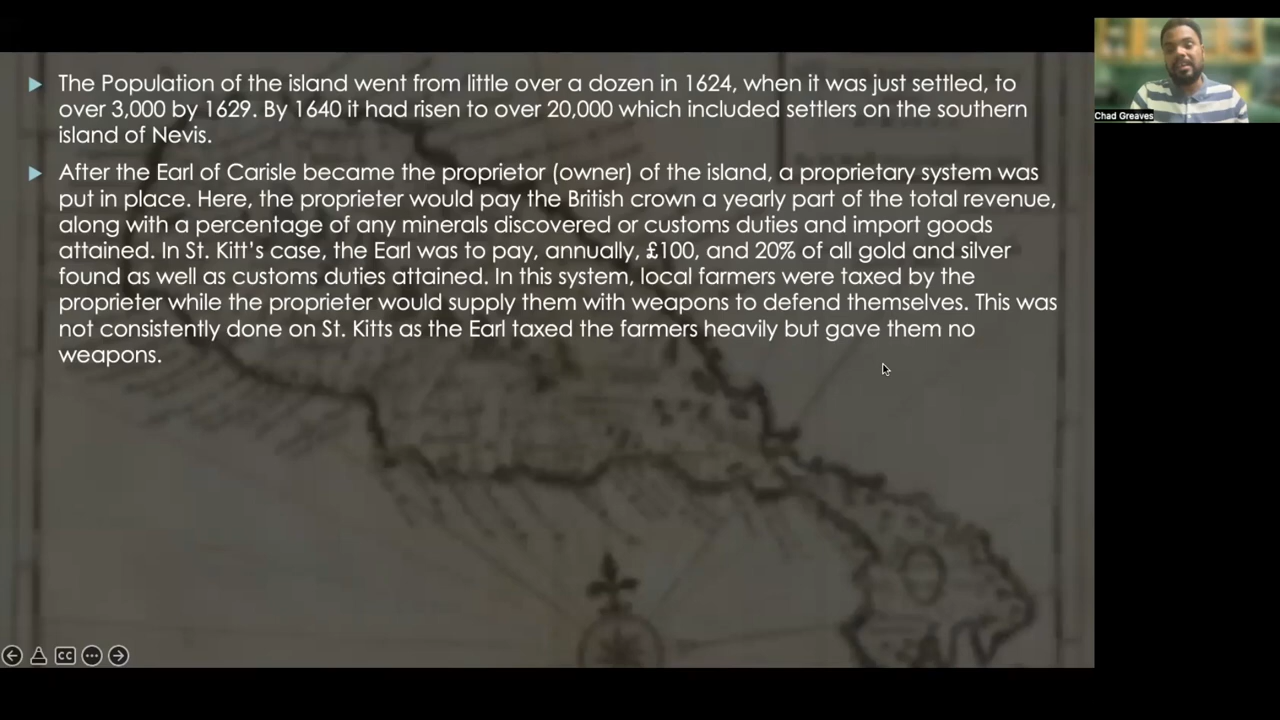 The Population of the island went from little over a dozen in 1624, when it was just settled, to
over 3,000 by 1629. By 1640 it had risen to over 20,000 which included settlers on the southern
island of Nevis.
After the Earl of Carisle became the proprietor (owner) of the island, a proprietary system was
put in place. Here, the proprieter would pay the British crown a yearly part of the total revenue,
along with a percentage of any minerals discovered or customs duties and import goods
attained. In St. Kitt's case, the Earl was to pay, annually, £100, and 20% of all gold and silver
found as well as customs duties attained. In this system, local farmers were taxed by the
proprieter while the proprieter would supply them with weapons to defend themselves. This was
not consistently done on St. Kitts as the Earl taxed the farmers heavily but gave them no
weapons.
Chad Greaves
CC